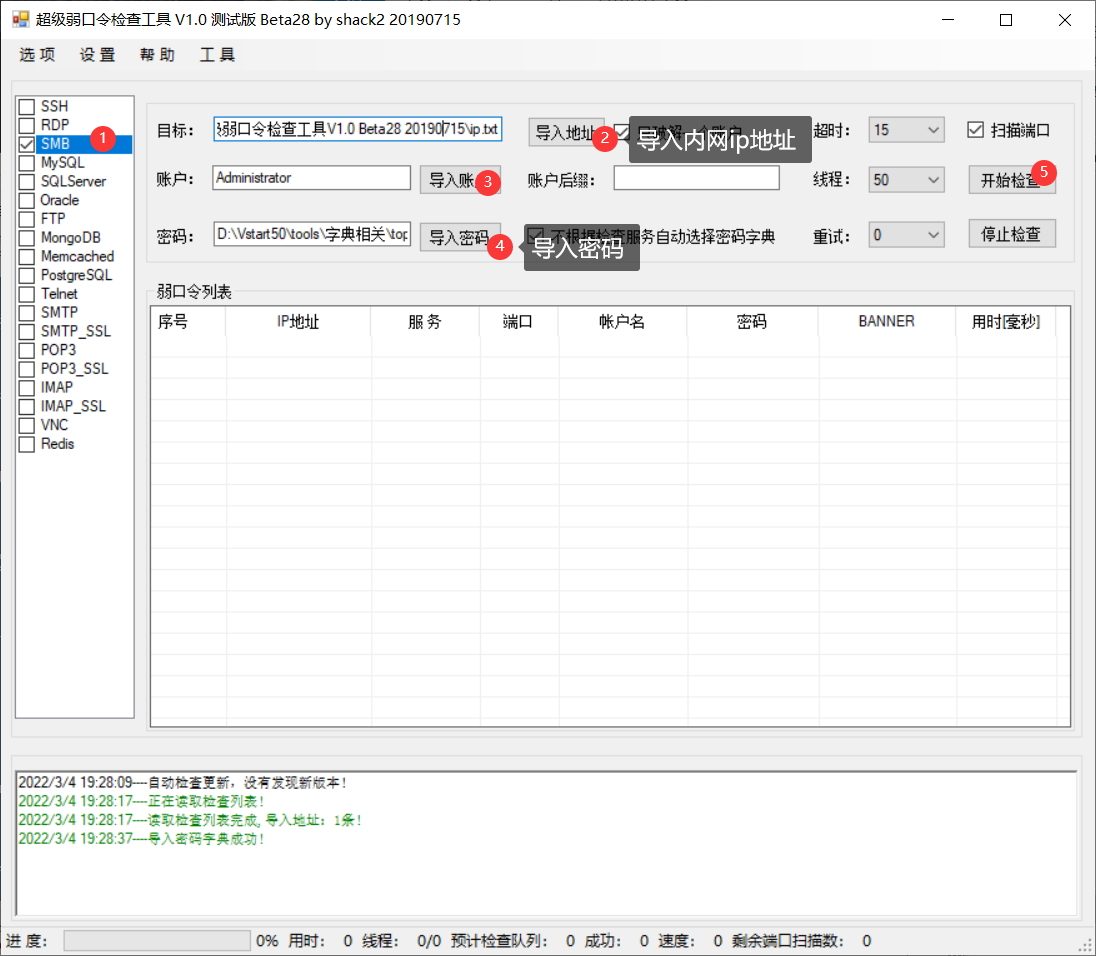 超级弱口令检查工具 V1.0 测试版 Beta28 by shack2 20190715
选项 设置 帮助 工具
SSH
RDP
SMB
MySQL
SQLServer
Oracle
FTP
MongoDB
Memcached
PostgreSQL
Telnet
SMTP
SMTP_SSL
POP3
POP3_SSL
IMAP
IMAP_SSL
VNC
Redis
1
目标： 弱口令检查工具V1.0 Beta28 20190715\ip.txt 导入地址 2 导入内网ip地址 超时： 15 扫描端口
账户： Administrator 导入账 3 账户后缀： 线程： 50 开始检查 5
密码： D:\Vstart50\tools\字典相关\top 导入密码 4 导入密码 不根据检查服务自动选择密码字典 重试： 0 停止检查
弱口令列表
序号 IP地址 服务 端口 帐户名 密码 BANNER 用时[毫秒]
2022/3/4 19:28:09----自动检查更新，没有发现新版本！
2022/3/4 19:28:17----正在读取检查列表！
2022/3/4 19:28:17----读取检查列表完成, 导入地址：1条！
2022/3/4 19:28:37----导入密码字典成功！
进度： 0% 用时： 0 线程： 0/0 预计检查队列： 0 成功： 0 速度： 0 剩余端口扫描数： 0